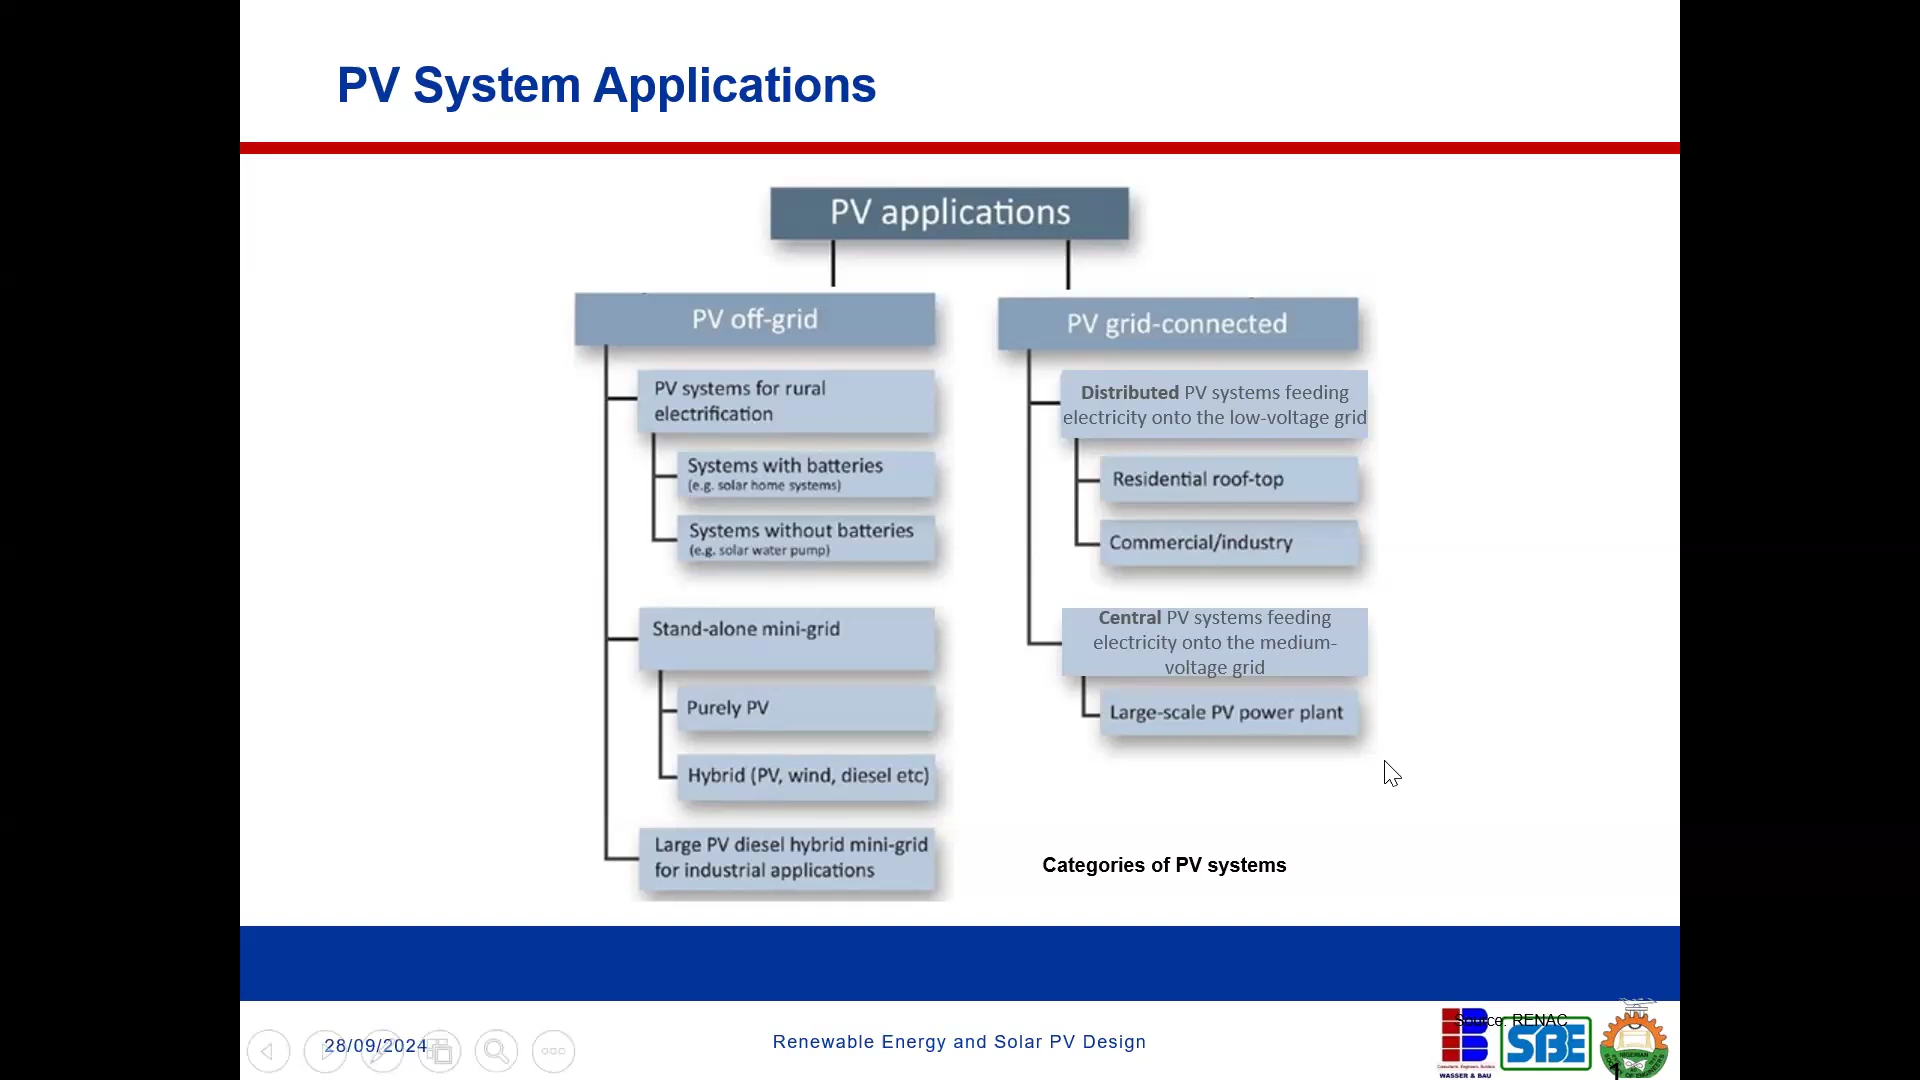 PV System Applications
PV applications
PV off-grid
PV systems for rural
electrification
Systems with batteries
(e.g. solar home systems)
Systems without batteries
(e.g. solar water pump)
Stand-alone mini-grid
Purely PV
Hybrid (PV, wind, diesel etc)
Large PV diesel hybrid mini-grid
for industrial applications
PV grid-connected
Distributed PV systems feeding
electricity onto the low-voltage grid
Residential roof-top
Commercial/industry
Central PV systems feeding
electricity onto the medium-
voltage grid
Large-scale PV power plant
Categories of PV systems
28/09/2024
Renewable Energy and Solar PV Design
Source: RENAC
WASSER & BAU
SBE
NIGERIAN